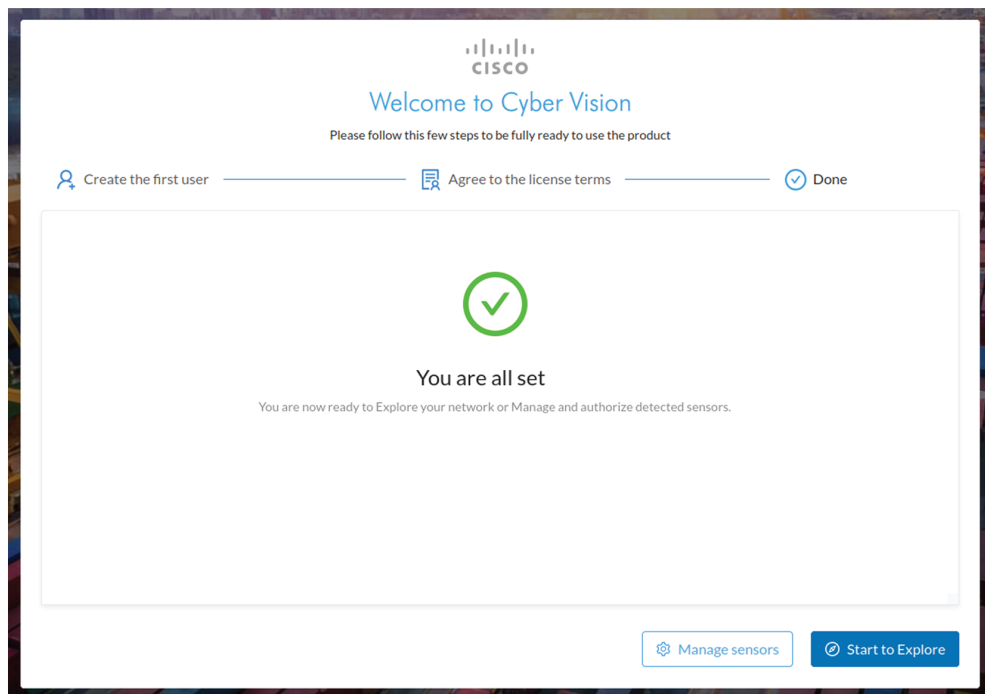 CISCO
Welcome to Cyber Vision
Please follow this few steps to be fully ready to use the product
Create the first user
Agree to the license terms
Done
You are all set
You are now ready to Explore your network or Manage and authorize detected sensors.
Manage sensors
Start to Explore